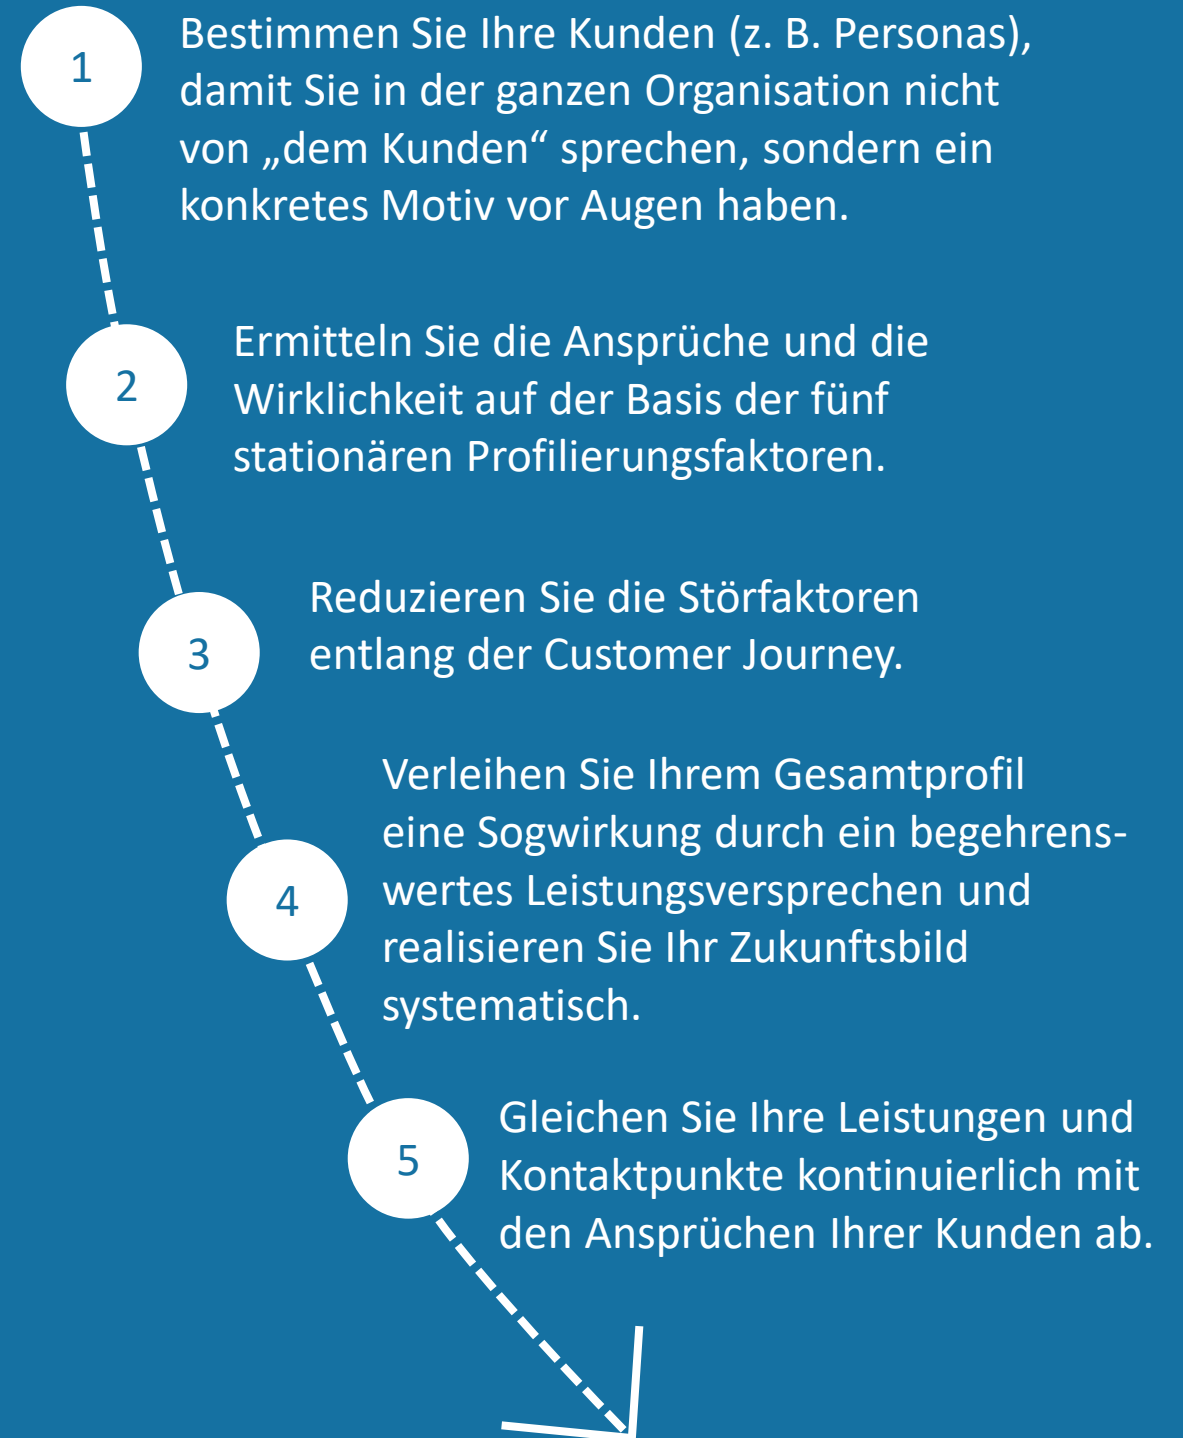 1
Bestimmen Sie Ihre Kunden (z. B. Personas),
damit Sie in der ganzen Organisation nicht
von „dem Kunden“ sprechen, sondern ein
konkretes Motiv vor Augen haben.
2
Ermitteln Sie die Ansprüche und die
Wirklichkeit auf der Basis der fünf
stationären Profilierungsfaktoren.
3
Reduzieren Sie die Störfaktoren
entlang der Customer Journey.
4
Verleihen Sie Ihrem Gesamtprofil
eine Sogwirkung durch ein begehrens-
wertes Leistungsversprechen und
realisieren Sie Ihr Zukunftsbild
systematisch.
5
Gleichen Sie Ihre Leistungen und
Kontaktpunkte kontinuierlich mit
den Ansprüchen Ihrer Kunden ab.